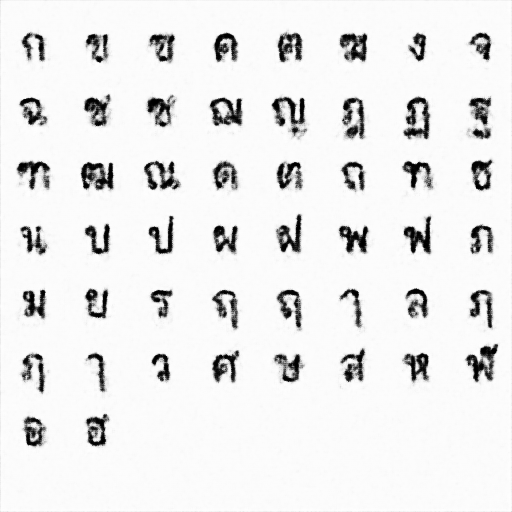 ก ข ฃ ค ฅ ฆ ง จ
ฉ ช ซ ฌ ญ ฎ ฏ ฐ
ฑ ฒ ณ ด ต ถ ท ธ
น บ ป ผ ฝ พ ฟ ภ
ม ย ร ฤ ฤ า ล ฦ
ฦ า ว ศ ษ ส ห ฬ
อ ฮ